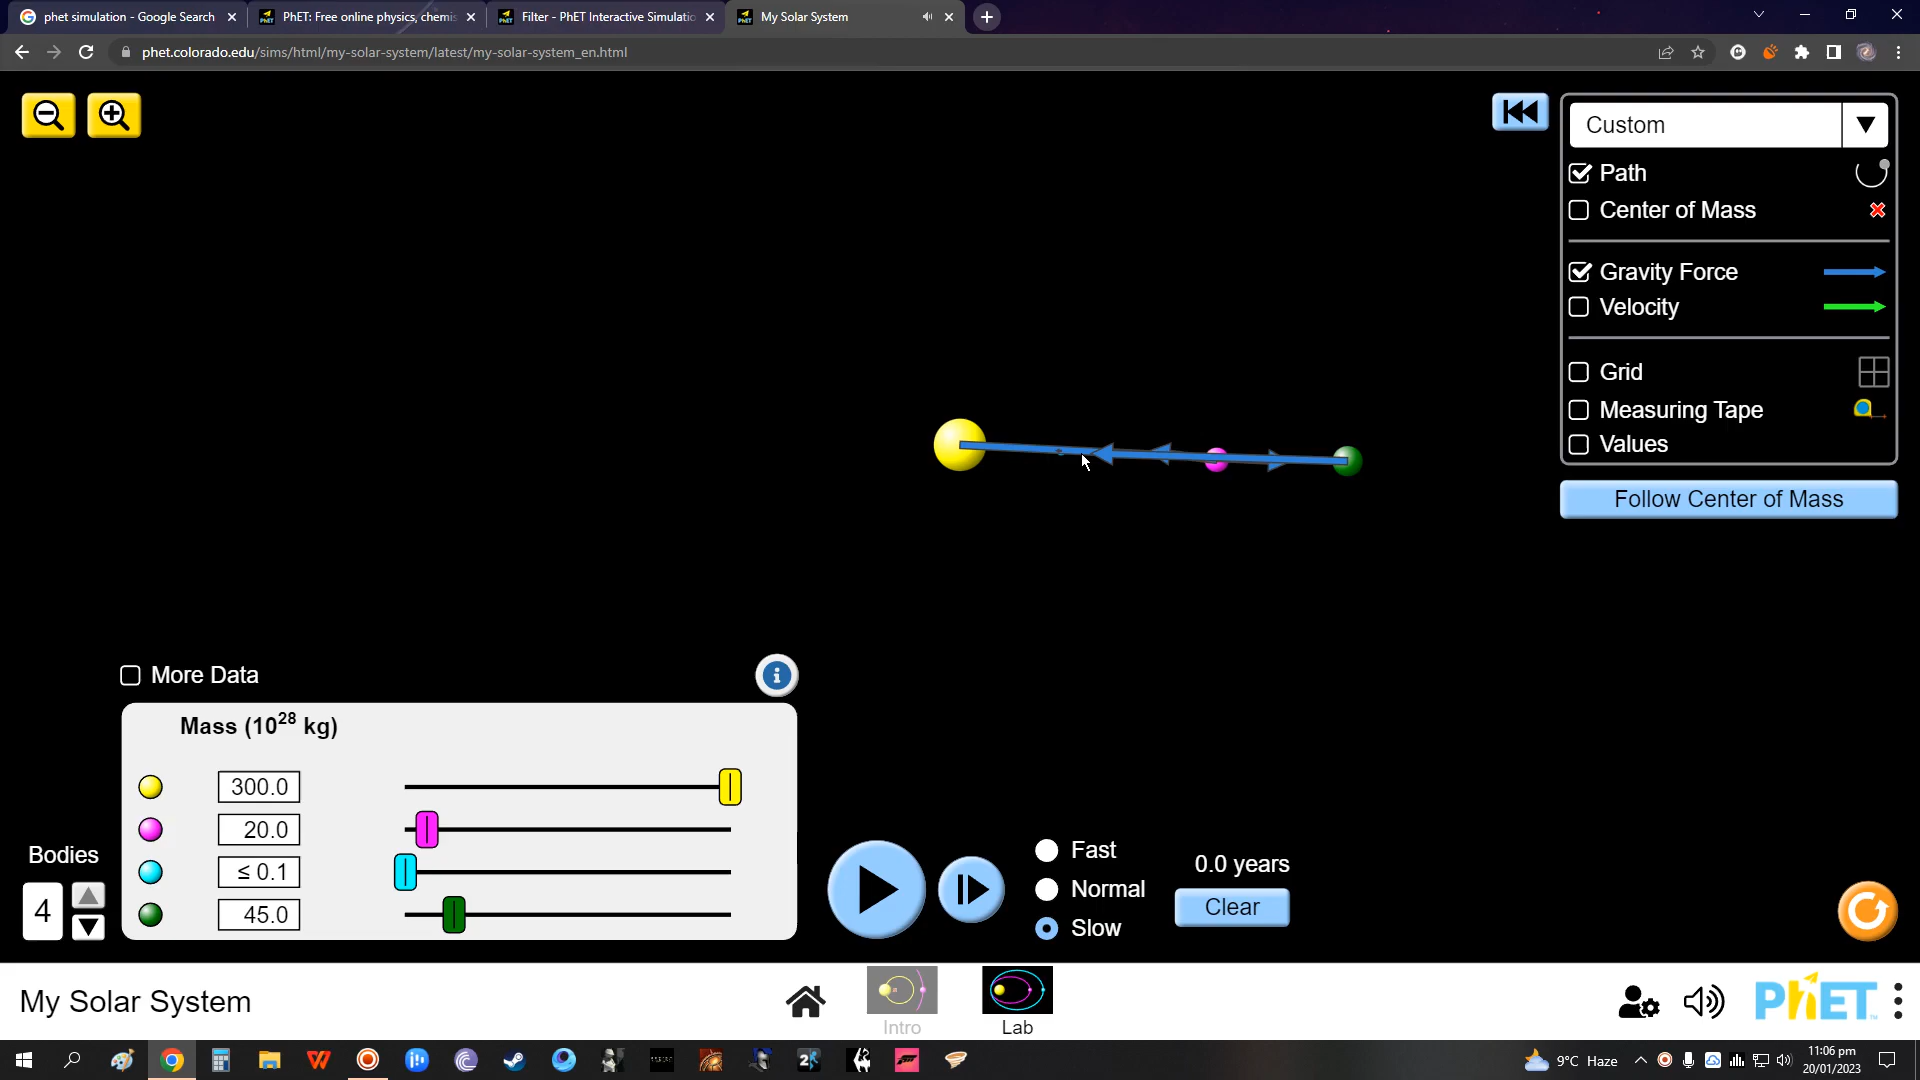 phet simulation - Google Search
PhET: Free online physics, chemis
Filter - PhET Interactive Simulatio
My Solar System
phet.colorado.edu/sims/html/my-solar-system/latest/my-solar-system_en.html
Custom
Path
Center of Mass
Gravity Force
Velocity
Grid
Measuring Tape
Values
Follow Center of Mass
More Data
Mass (10²⁸ kg)
300.0
20.0
≤ 0.1
45.0
Bodies
4
Fast
Normal
Slow
0.0 years
Clear
My Solar System
Intro
Lab
PhET
9°C Haze
11:06 pm
20/01/2023